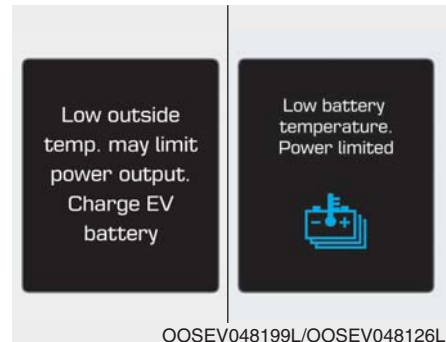 Low outside
temp. may limit
power output.
Charge EV
battery
Low battery
temperature.
Power limited
OOSEV048199L/OOSEV048126L